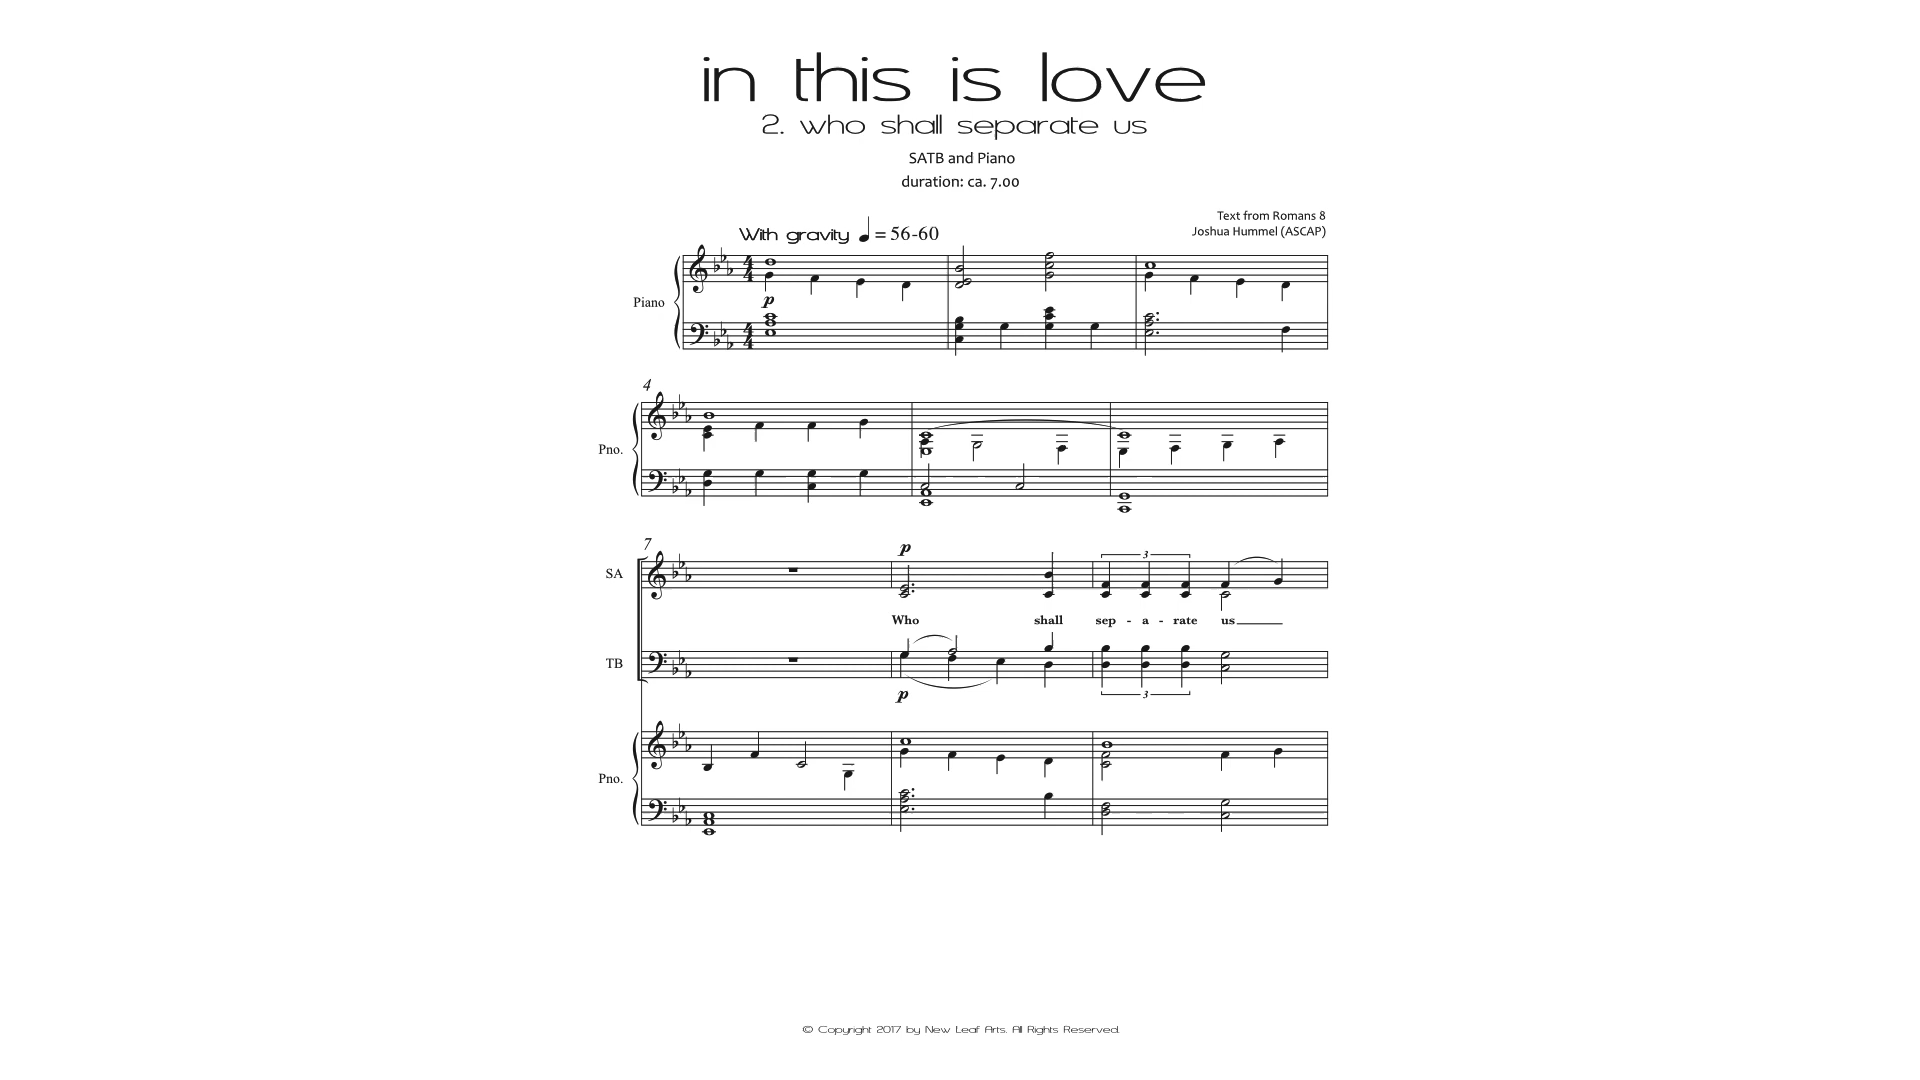 in this is love
2. who shall separate us
SATB and Piano
duration: ca. 7.00
Text from Romans 8
Joshua Hummel (ASCAP)
With gravity ♩ = 56-60
Piano
p
4
Pno.
7
p
SA
Who shall sep - a - rate us
3
TB
p
3
Pno.
© Copyright 2017 by New Leaf Arts. All Rights Reserved.